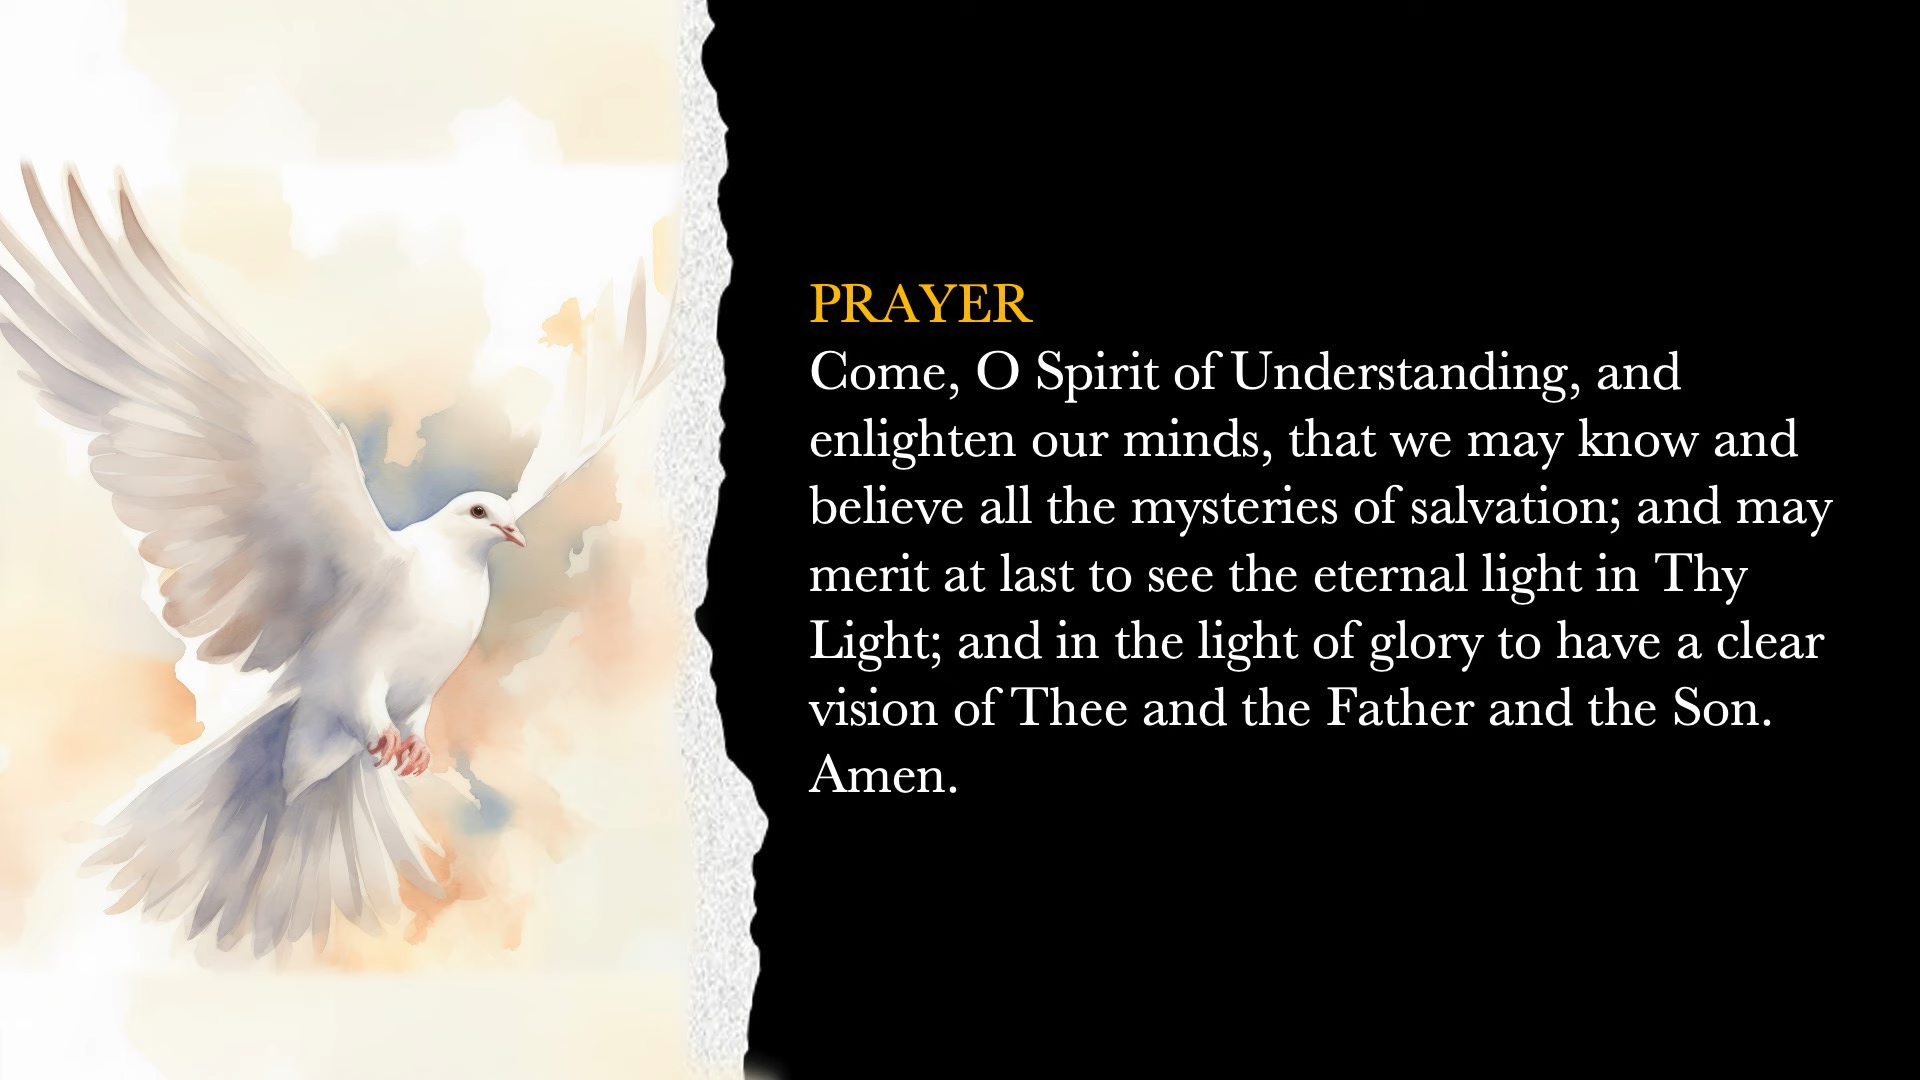 PRAYER
Come, O Spirit of Understanding, and
enlighten our minds, that we may know and
believe all the mysteries of salvation; and may
merit at last to see the eternal light in Thy
Light; and in the light of glory to have a clear
vision of Thee and the Father and the Son.
Amen.